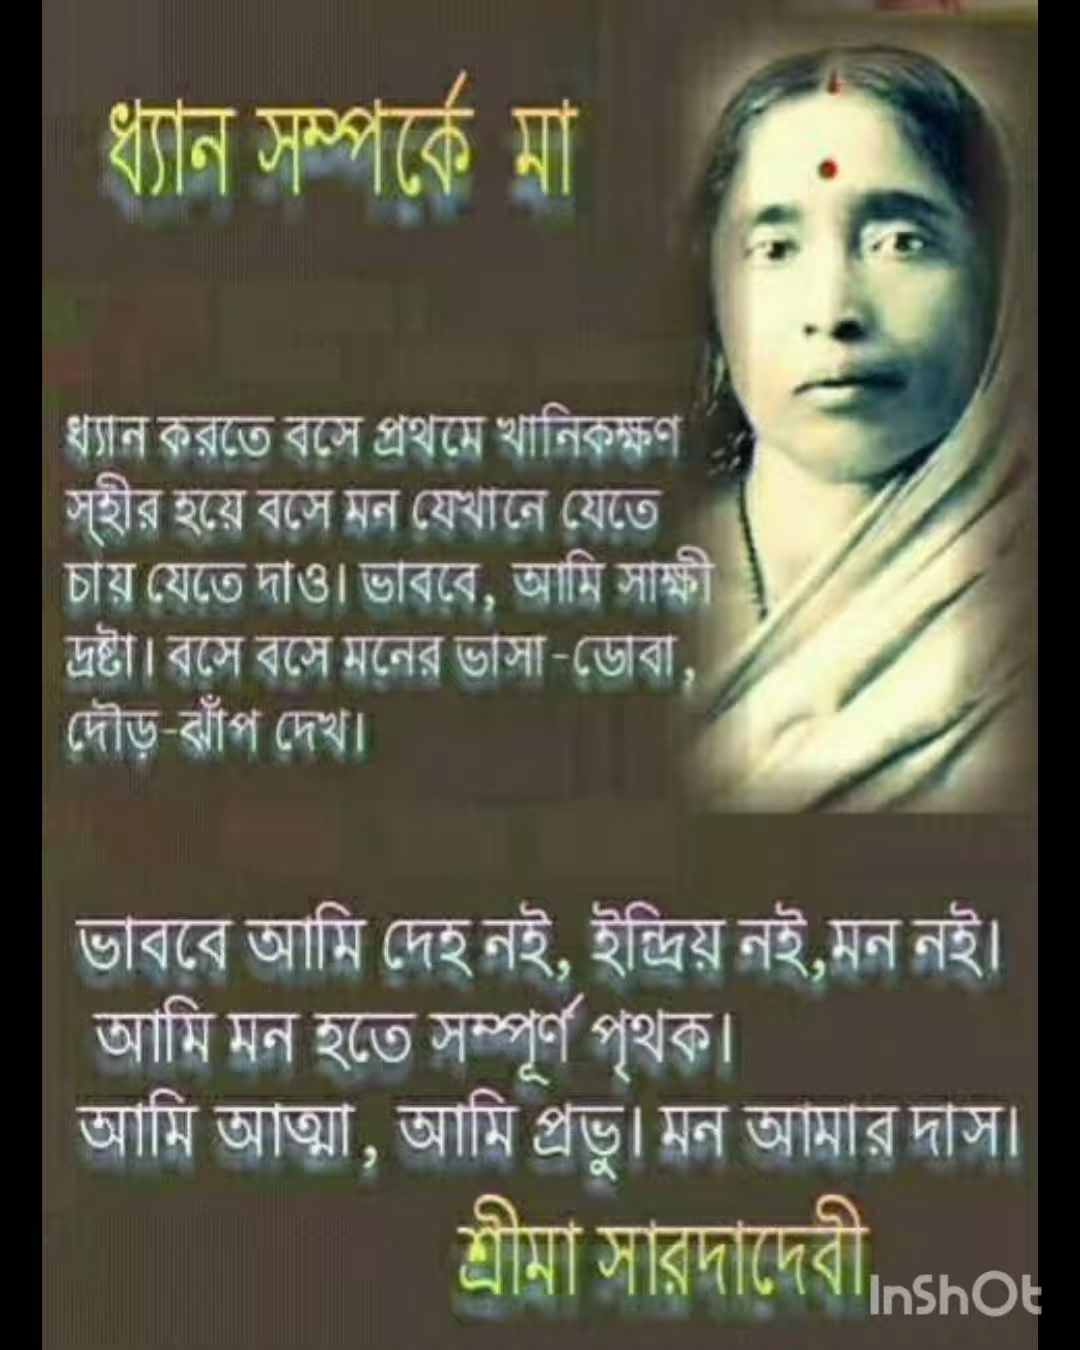 ধ্যান সম্পর্কে মা
ধ্যান করতে বসে প্রথমে খানিকক্ষণ
স্হীর হয়ে বসে মন যেখানে যেতে
চায় যেতে দাও। ভাববে, আমি সাক্ষী
দ্রষ্টা। বসে বসে মনের ভাসা-ডোবা,
দৌড়-ঝাঁপ দেখ।
ভাববে আমি দেহ নই, ইন্দ্রিয় নই,মন নই।
আমি মন হতে সম্পূর্ণ পৃথক।
আমি আত্মা, আমি প্রভু। মন আমার দাস।
শ্রীমা সারদাদেবী
InShOt